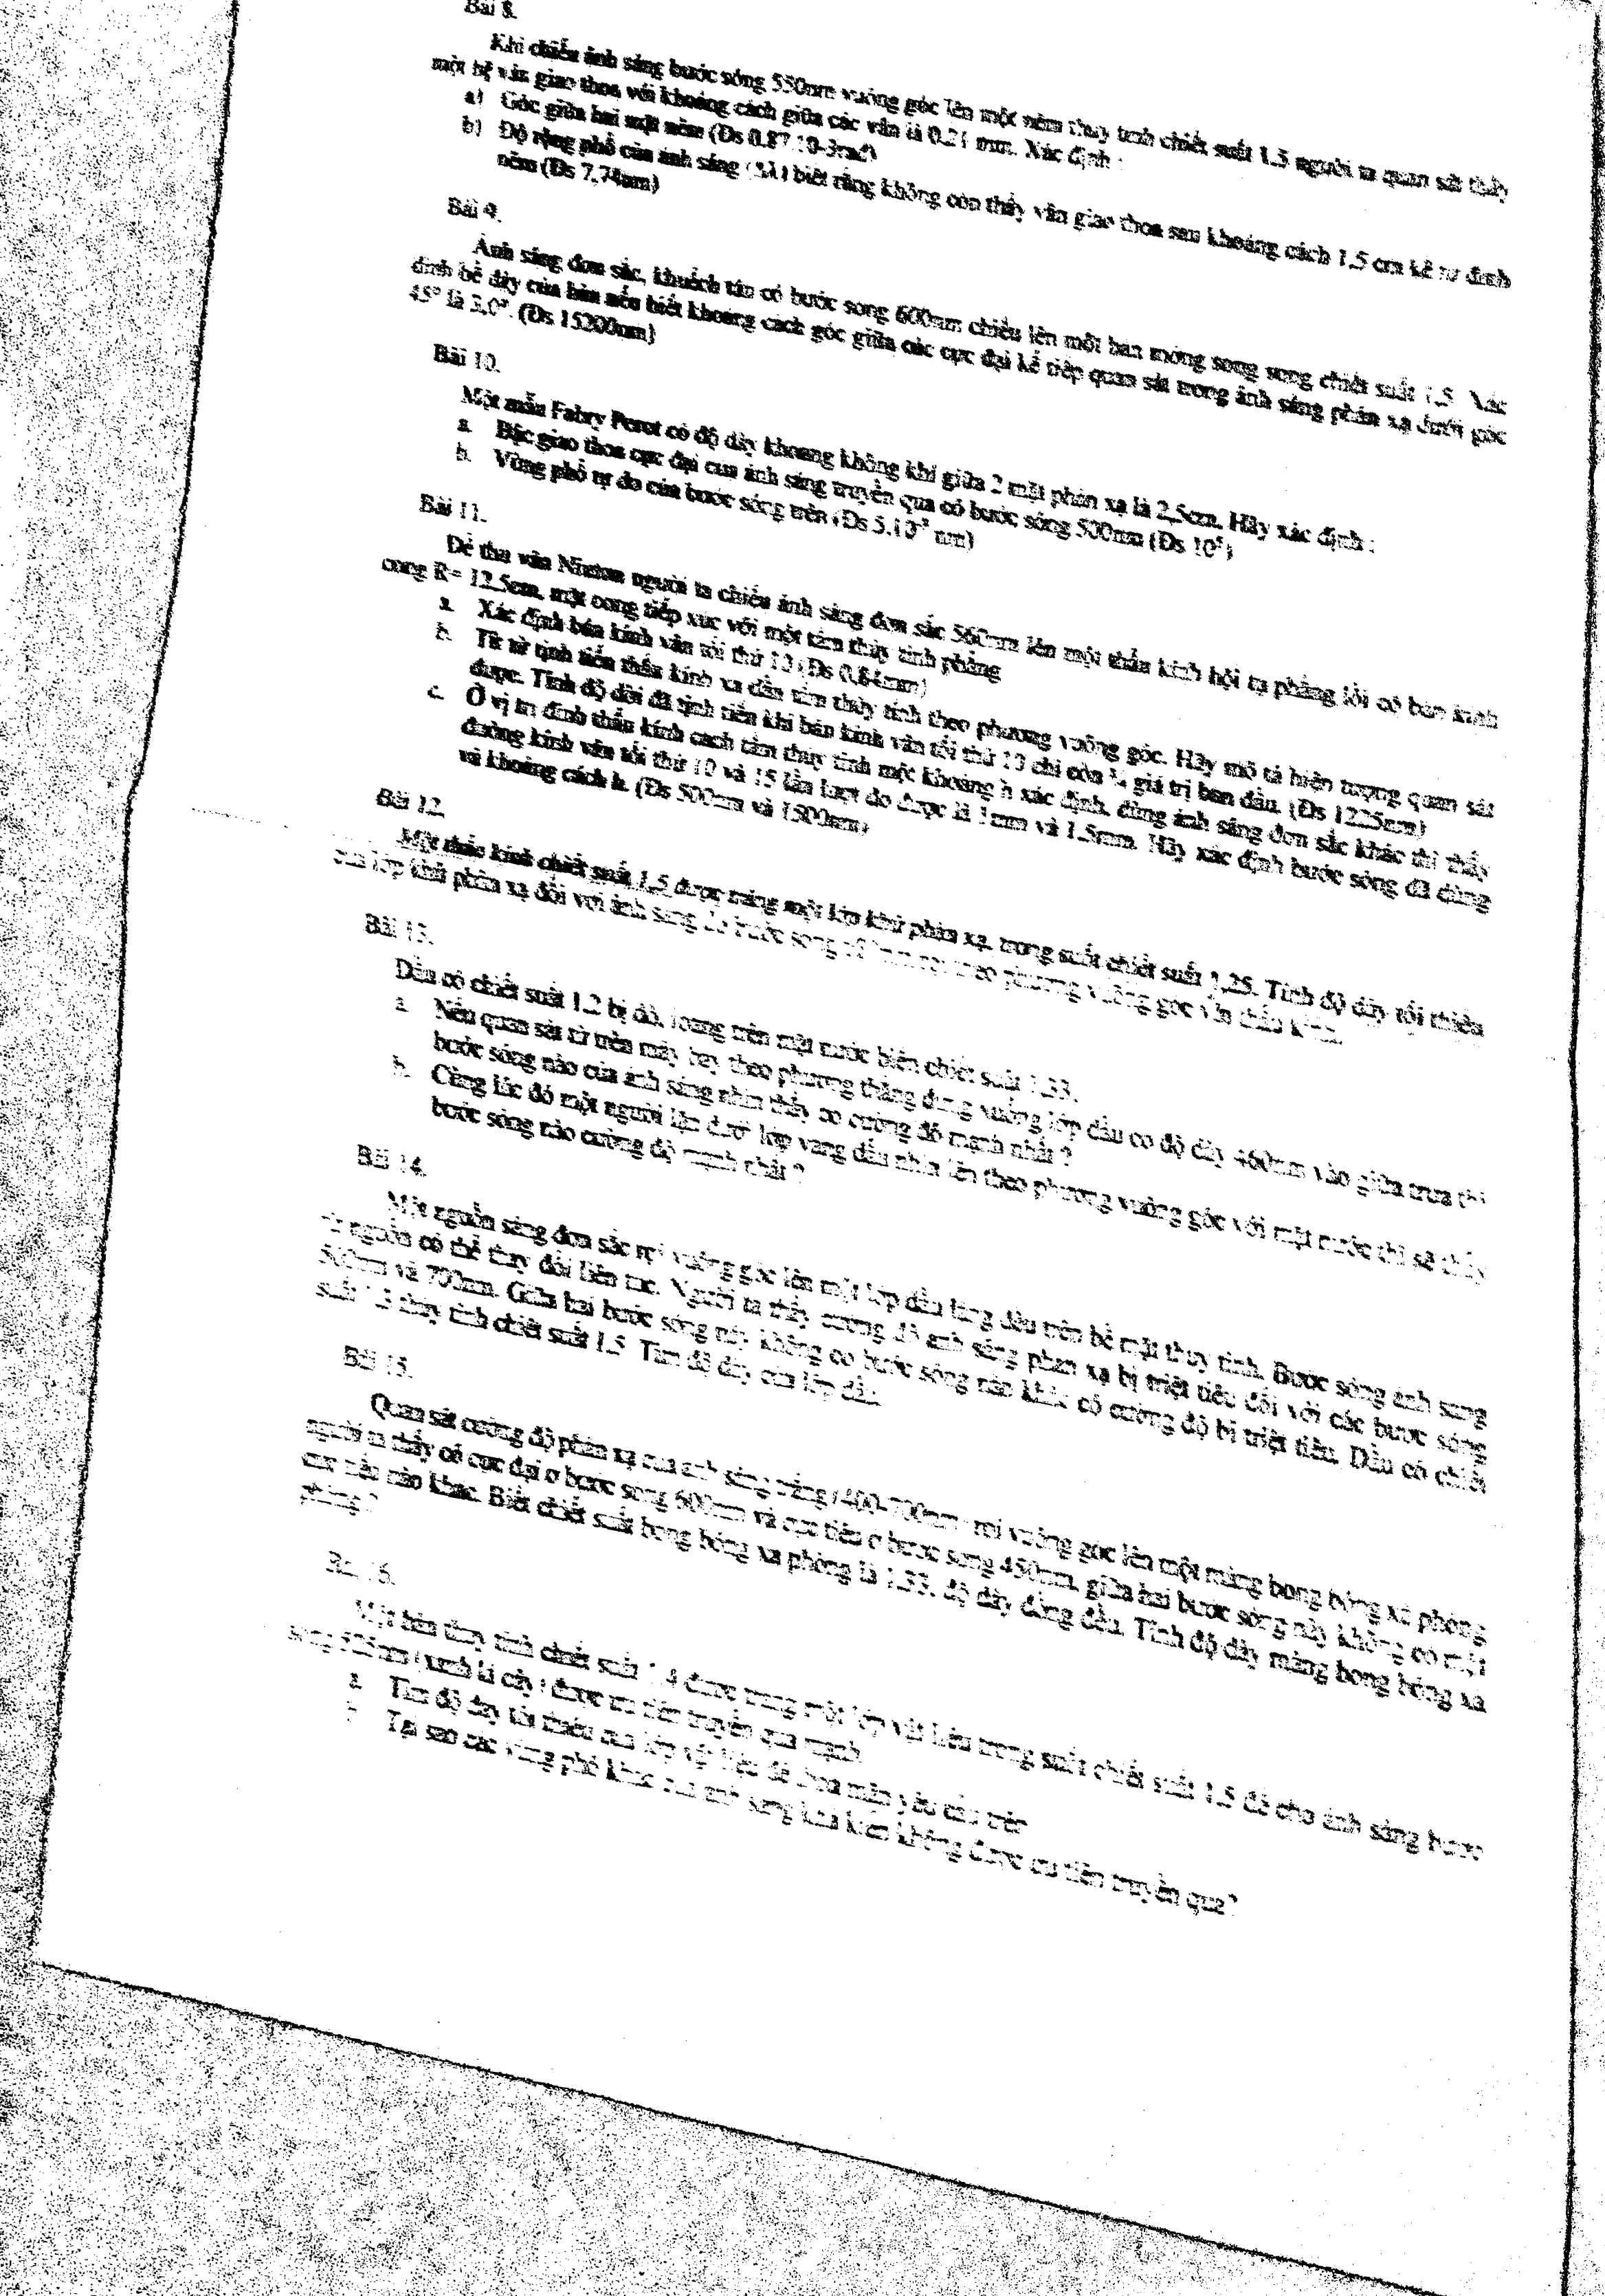 Bài 8.
Khi chiếu ánh sáng bước sóng 550nm vuông góc lên một nêm thủy tinh chiết suất 1.5 người ta quan sát thấy
một hệ vân giao thoa với khoảng cách giữa các vân là 0.21 mm. Xác định :
a) Góc giữa hai mặt nêm (Đs 0.87.10-3rad)
b) Độ rộng phổ của ánh sáng (Δλ) biết rằng không còn thấy vân giao thoa sau khoảng cách 1.5 cm kể từ đỉnh
nêm (Đs 7.74nm)
Bài 9.
Ánh sáng đơn sắc, khuếch tán có bước sóng 600nm chiếu lên một bản mỏng song song chiết suất 1.5 Xác
định bề dày của bản nếu biết khoảng cách góc giữa các cực đại kế tiếp quan sát trong ánh sáng phản xạ dưới góc
45° là 3.0°. (Đs 15200nm)
Bài 10.
Một mẫu Fabry Perot có độ dày khoảng không khí giữa 2 mặt phản xạ là 2.5cm. Hãy xác định :
a. Bậc giao thoa cực đại của ánh sáng truyền qua có bước sóng 500nm (Đs 10⁵)
b. Vùng phổ tự do của bước sóng trên (Đs 5.10⁻³ nm)
Bài 11.
Để thu vân Niuton người ta chiếu ánh sáng đơn sắc 560nm lên một thấu kính hội tụ phẳng lồi có bán kính
cong R= 12.5cm, mặt cong tiếp xúc với một tấm thủy tinh phẳng
a. Xác định bán kính vân tối thứ 10 (Đs 0.84mm)
b. Từ từ tịnh tiến thấu kính xa dần tấm thủy tinh theo phương vuông góc. Hãy mô tả hiện tượng quan sát
được. Tính độ dời đã tịnh tiến khi bán kính vân tối thứ 10 chỉ còn ¾ giá trị ban đầu. (Đs 1225nm)
c. Ở vị trí đỉnh thấu kính cách tấm thủy tinh một khoảng h xác định, dùng ánh sáng đơn sắc khác thì thấy
đường kính vân tối thứ 10 và 15 lần lượt đo được là 1mm và 1.5mm. Hãy xác định bước sóng đã dùng
và khoảng cách h. (Đs 500nm và 1500nm)
Bài 12.
Một thấu kính chiết suất 1.5 được tráng một lớp khử phản xạ, trong suốt chiết suất 1.25. Tính độ dày tối thiểu
của lớp khử phản xạ đối với ánh sáng bước sóng theo phương vuông góc với thấu kính.
Bài 13.
Dầu có chiết suất 1.2 bị đổ, loang trên mặt nước biển chiết suất 1.33.
a. Nếu quan sát từ trên máy bay theo phương thẳng đứng xuống lớp dầu có độ dày 460nm vào giữa trưa thì
bước sóng nào của ánh sáng nhìn thấy có cường độ mạnh nhất ?
b. Cùng lúc đó một người lặn dưới lớp váng dầu nhìn lên theo phương vuông góc với mặt nước thì sẽ thấy
bước sóng nào cường độ mạnh nhất ?
Bài 14.
Một nguồn sáng đơn sắc rọi vuông góc lên một lớp dầu láng đều trên bề mặt thủy tinh. Bước sóng ánh sáng
từ nguồn có thể thay đổi liên tục. Người ta thấy cường độ ánh sáng phản xạ bị triệt tiêu đối với các bước sóng
500nm và 700nm. Giữa hai bước sóng này không có bước sóng nào khác có cường độ bị triệt tiêu. Dầu có chiết
suất 1.3 thủy tinh chiết suất 1.5 Tìm độ dày của lớp dầu.
Bài 15.
Quan sát cường độ phản xạ của ánh sáng trắng (400-700nm) rọi vuông góc lên một màng bong bóng xà phòng
người ta thấy có cực đại ở bước sóng 600nm và cực tiểu ở bước sóng 450nm, giữa hai bước sóng này không có một
cực tiểu nào khác. Biết chiết suất bong bóng xà phòng là 1.33, độ dày đồng đều. Tính độ dày màng bong bóng xà
phòng ?
Bài 16.
Một bản thủy tinh chiết suất được tráng một lớp vật liệu trong suốt chiết suất 1.5 để cho ánh sáng bước
sóng 525nm (xanh lá cây) được ưu tiên truyền qua mạnh.
a. Tìm độ dày tối thiểu của lớp vật liệu để thỏa mãn yêu cầu trên
Tại sao các vùng phổ khác của ánh sáng khả kiến không được ưu tiên truyền qua?